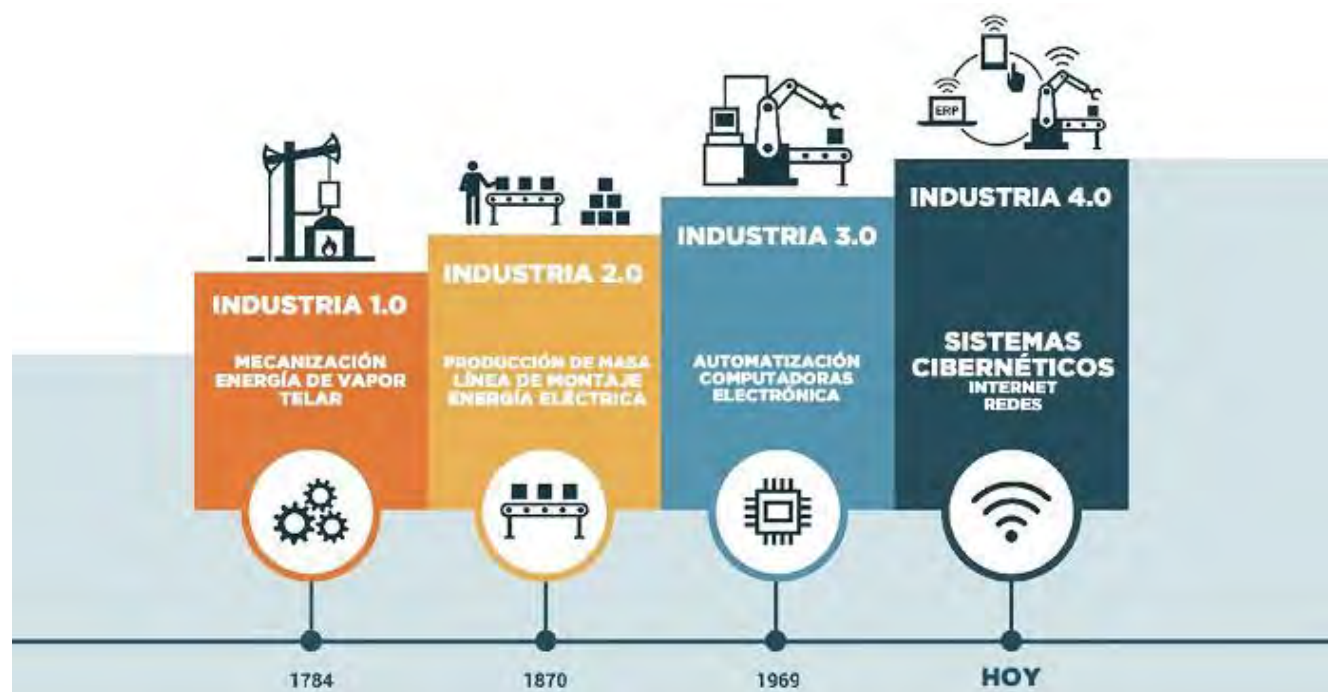 ERP
INDUSTRIA 1.0
MECANIZACIÓN
ENERGÍA DE VAPOR
TELAR
INDUSTRIA 2.0
PRODUCCIÓN DE MASA
LÍNEA DE MONTAJE
ENERGÍA ELÉCTRICA
INDUSTRIA 3.0
AUTOMATIZACIÓN
COMPUTADORAS
ELECTRÓNICA
INDUSTRIA 4.0
SISTEMAS
CIBERNÉTICOS
INTERNET
REDES
1784
1870
1969
HOY